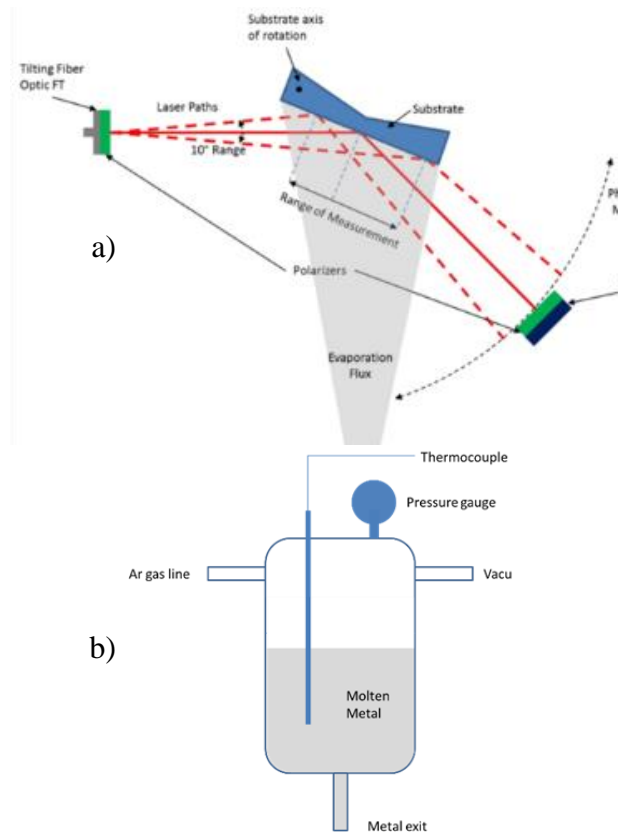 Substrate axis
of rotation
Tilting Fiber
Optic FT
Laser Paths
Substrate
10° Range
Range of Measurement
Ph
M
a)
Polarizers
Evaporation
Flux
Thermocouple
Pressure gauge
Ar gas line
Vacu
b)
Molten
Metal
Metal exit